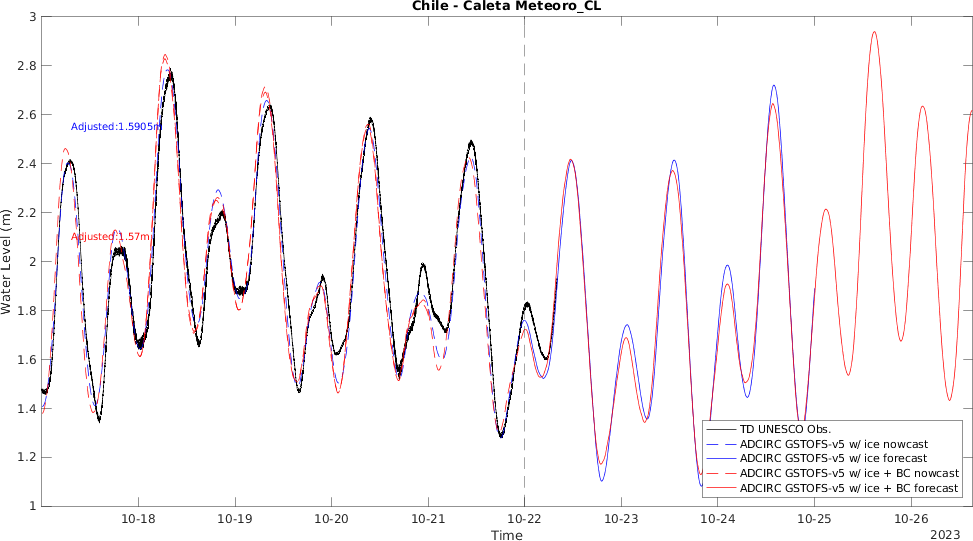 Chile - Caleta Meteoro_CL
3
2.8
2.6
2.4
2.2
2
1.8
1.6
1.4
1.2
1
Water Level (m)
Adjusted:1.5905m
Adjusted:1.57m
TD UNESCO Obs.
ADCIRC GSTOFS-v5 w/ ice nowcast
ADCIRC GSTOFS-v5 w/ ice forecast
ADCIRC GSTOFS-v5 w/ ice + BC nowcast
ADCIRC GSTOFS-v5 w/ ice + BC forecast
10-18 10-19 10-20 10-21 10-22 10-23 10-24 10-25 10-26
Time
2023